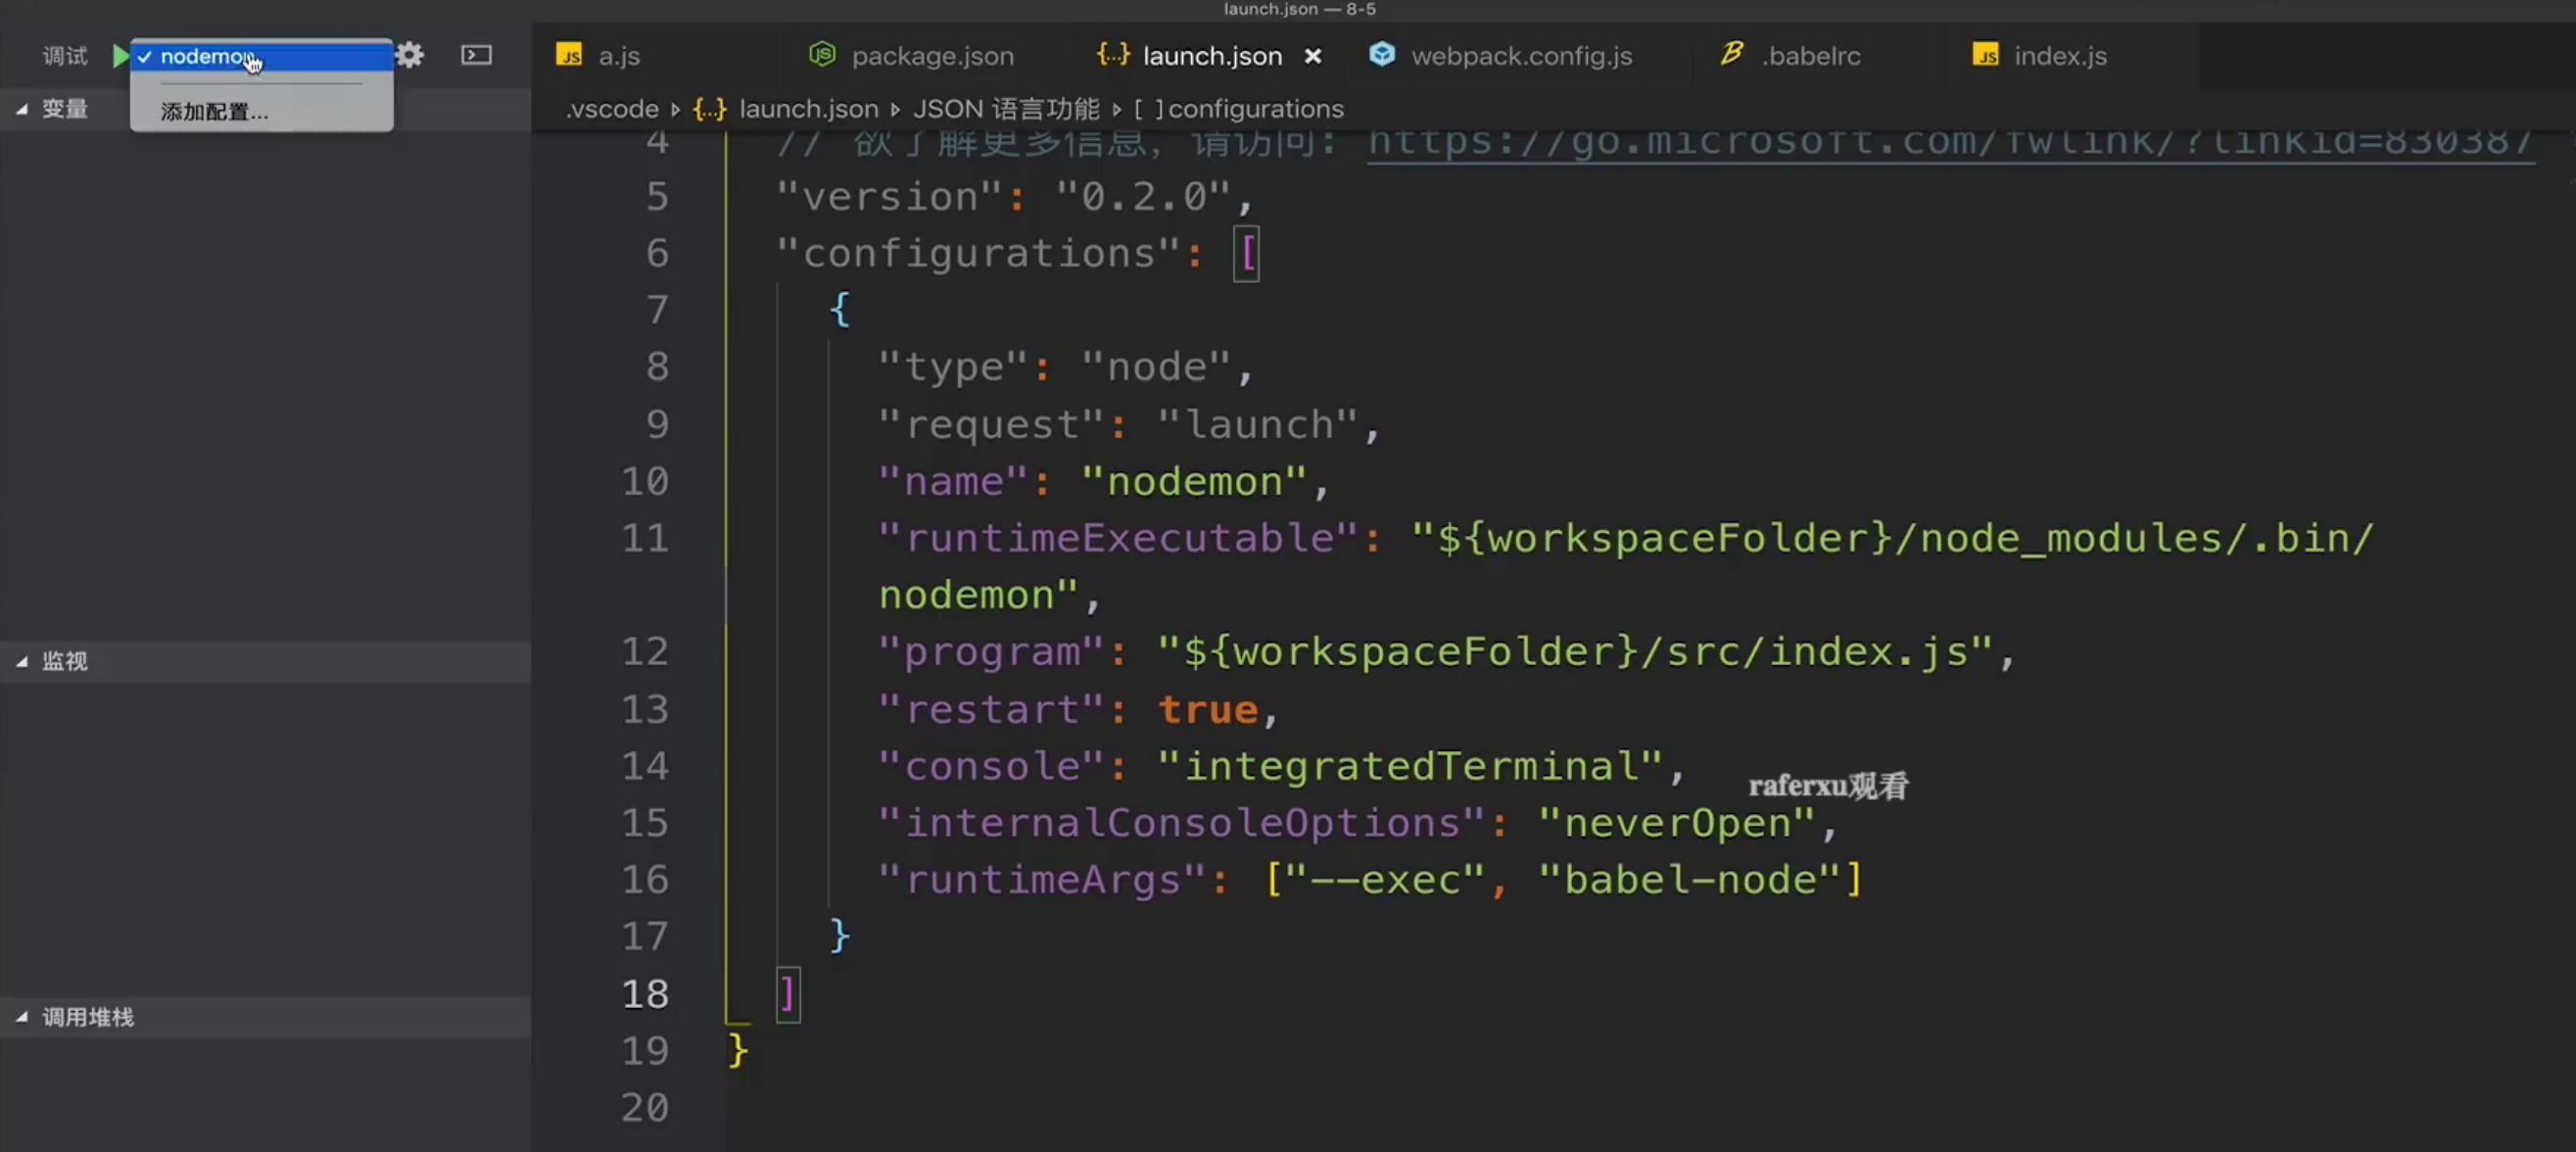 launch.json — 8-5
调试
✓ nodemon
添加配置...
变量
监视
调用堆栈
a.js
package.json
launch.json
webpack.config.js
.babelrc
index.js
.vscode ▸ {..} launch.json ▸ JSON 语言功能 ▸ [ ] configurations
4 // 欲了解更多信息，请访问: https://go.microsoft.com/fwlink/?linkid=830387
5 "version": "0.2.0",
6 "configurations": [
7 {
8 "type": "node",
9 "request": "launch",
10 "name": "nodemon",
11 "runtimeExecutable": "${workspaceFolder}/node_modules/.bin/
nodemon",
12 "program": "${workspaceFolder}/src/index.js",
13 "restart": true,
14 "console": "integratedTerminal",
raferxu观看
15 "internalConsoleOptions": "neverOpen",
16 "runtimeArgs": ["--exec", "babel-node"]
17 }
18 ]
19 }
20